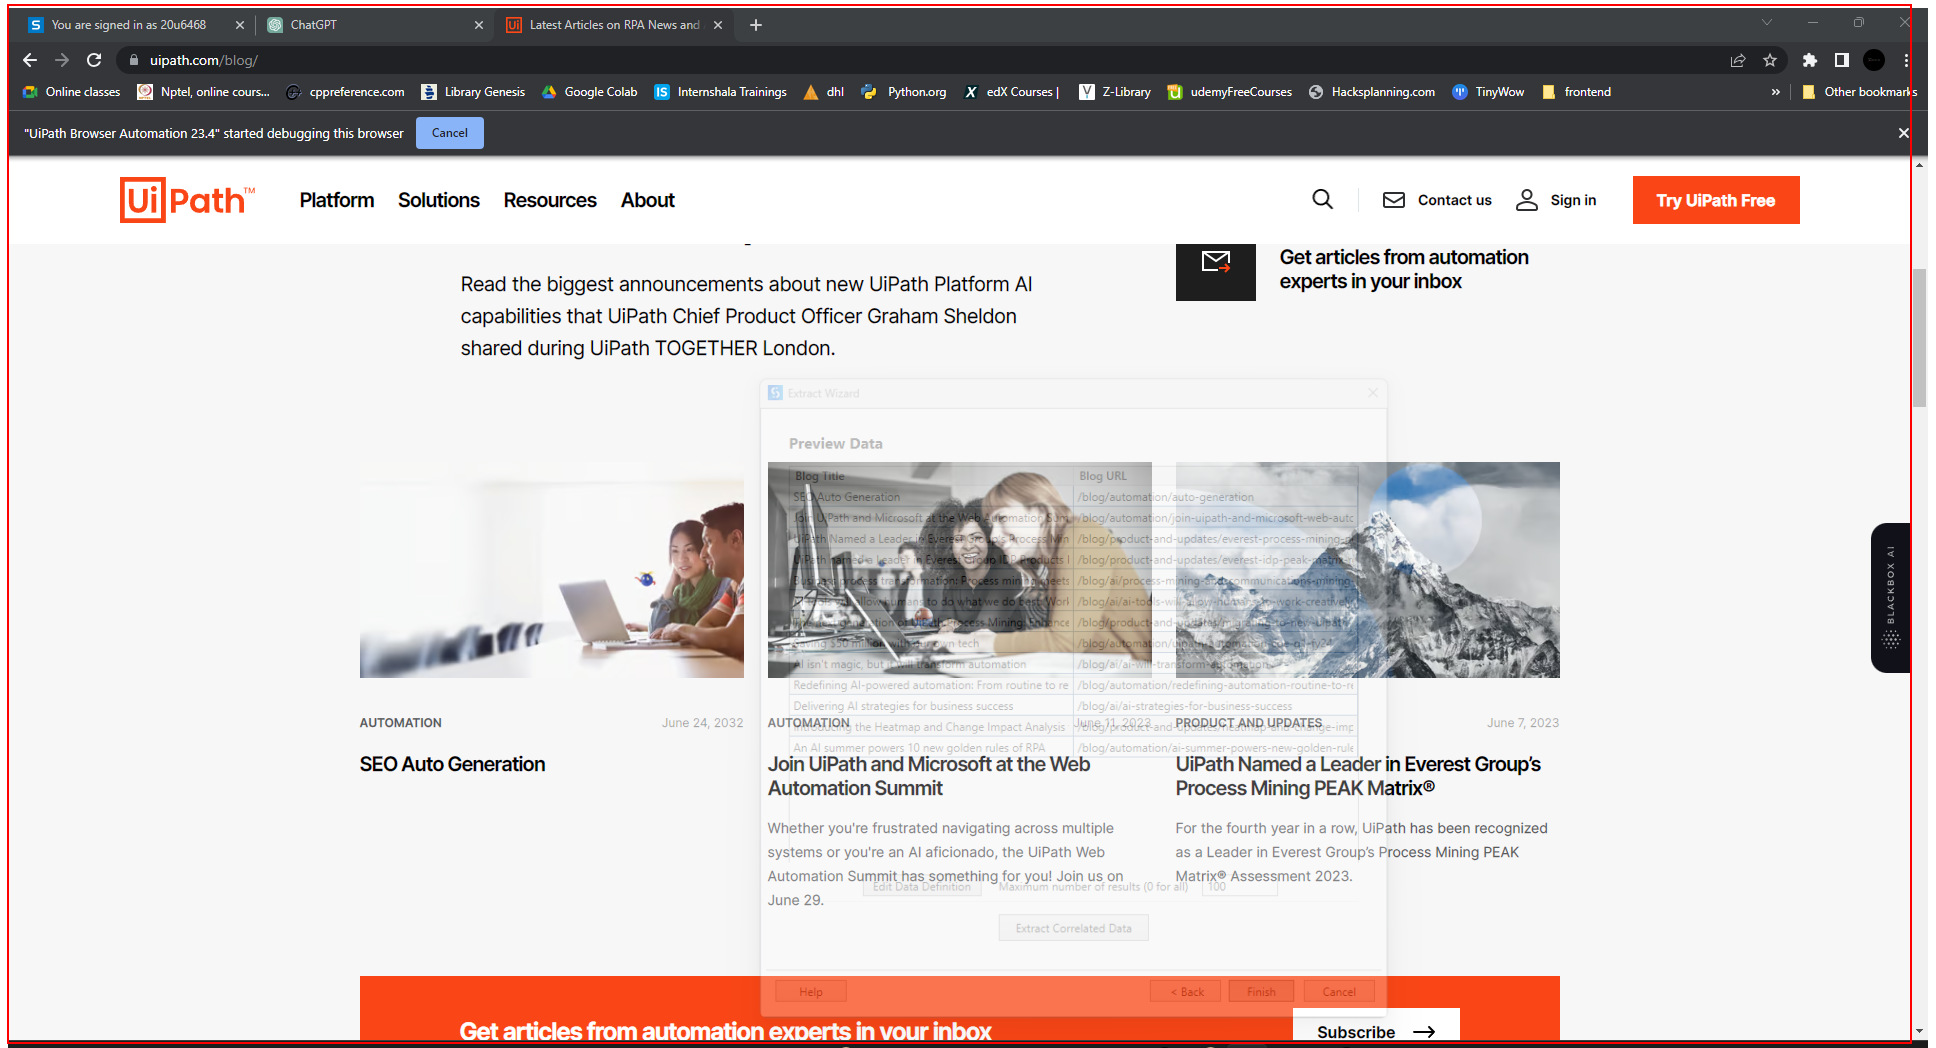 You are signed in as 20u6468
ChatGPT
Latest Articles on RPA News and
uipath.com/blog/
Online classes
Nptel, online cours...
cppreference.com
Library Genesis
Google Colab
Internshala Trainings
dhl
Python.org
edX Courses |
Z-Library
udemyFreeCourses
Hacksplanning.com
TinyWow
frontend
»
Other bookmarks
"UiPath Browser Automation 23.4" started debugging this browser
Cancel
UiPath™
Platform
Solutions
Resources
About
Contact us
Sign in
Try UiPath Free
Read the biggest announcements about new UiPath Platform AI
capabilities that UiPath Chief Product Officer Graham Sheldon
shared during UiPath TOGETHER London.
Get articles from automation
experts in your inbox
Extract Wizard
Preview Data
Blog Title
Blog URL
SEO Auto Generation
/blog/automation/auto-generation
Join UiPath and Microsoft at the Web Automation Sum
/blog/automation/join-uipath-and-microsoft-web-auto
UiPath Named a Leader in Everest Group's Process Min
/blog/product-and-updates/everest-process-mining-
UiPath named a Leader in Everest Group IDP Products
/blog/product-and-updates/everest-idp-peak-matrix
Business process transformation: Process mining meets
/blog/ai/process-mining-and-communications-mining-
allow humans to do what we do best: Work
/blog/ai/ai-tools-will-allow-humans-to-work-creative
generation of UiPath Process Mining: Enhance
/blog/product-and-updates/migrating-to-new-uipath
Saving $30 million with our own tech
/blog/automation/uipath-automation-coe
AI isn't magic, but it will transform automation
/blog/ai/ai-will-transform-automation
Redefining AI-powered automation: From routine to re
/blog/automation/redefining-automation-routine-to-re
Delivering AI strategies for business success
/blog/ai/ai-strategies-for-business-success
Introducing the Heatmap and Change Impact Analysis
/blog/product-and-updates/heatmap-and-change-imp
An AI summer powers 10 new golden rules of RPA
/blog/automation/ai-summer-powers-new-golden-rule
Edit Data Definition
Maximum number of results (0 for all)
100
Extract Correlated Data
Help
< Back
Finish
Cancel
AUTOMATION
June 24, 2032
SEO Auto Generation
AUTOMATION
June 11, 2023
Join UiPath and Microsoft at the Web
Automation Summit
Whether you're frustrated navigating across multiple
systems or you're an AI aficionado, the UiPath Web
Automation Summit has something for you! Join us on
June 29.
PRODUCT AND UPDATES
June 7, 2023
UiPath Named a Leader in Everest Group's
Process Mining PEAK Matrix®
For the fourth year in a row, UiPath has been recognized
as a Leader in Everest Group's Process Mining PEAK
Matrix® Assessment 2023.
BLACKBOX AI
Get articles from automation experts in your inbox
Subscribe